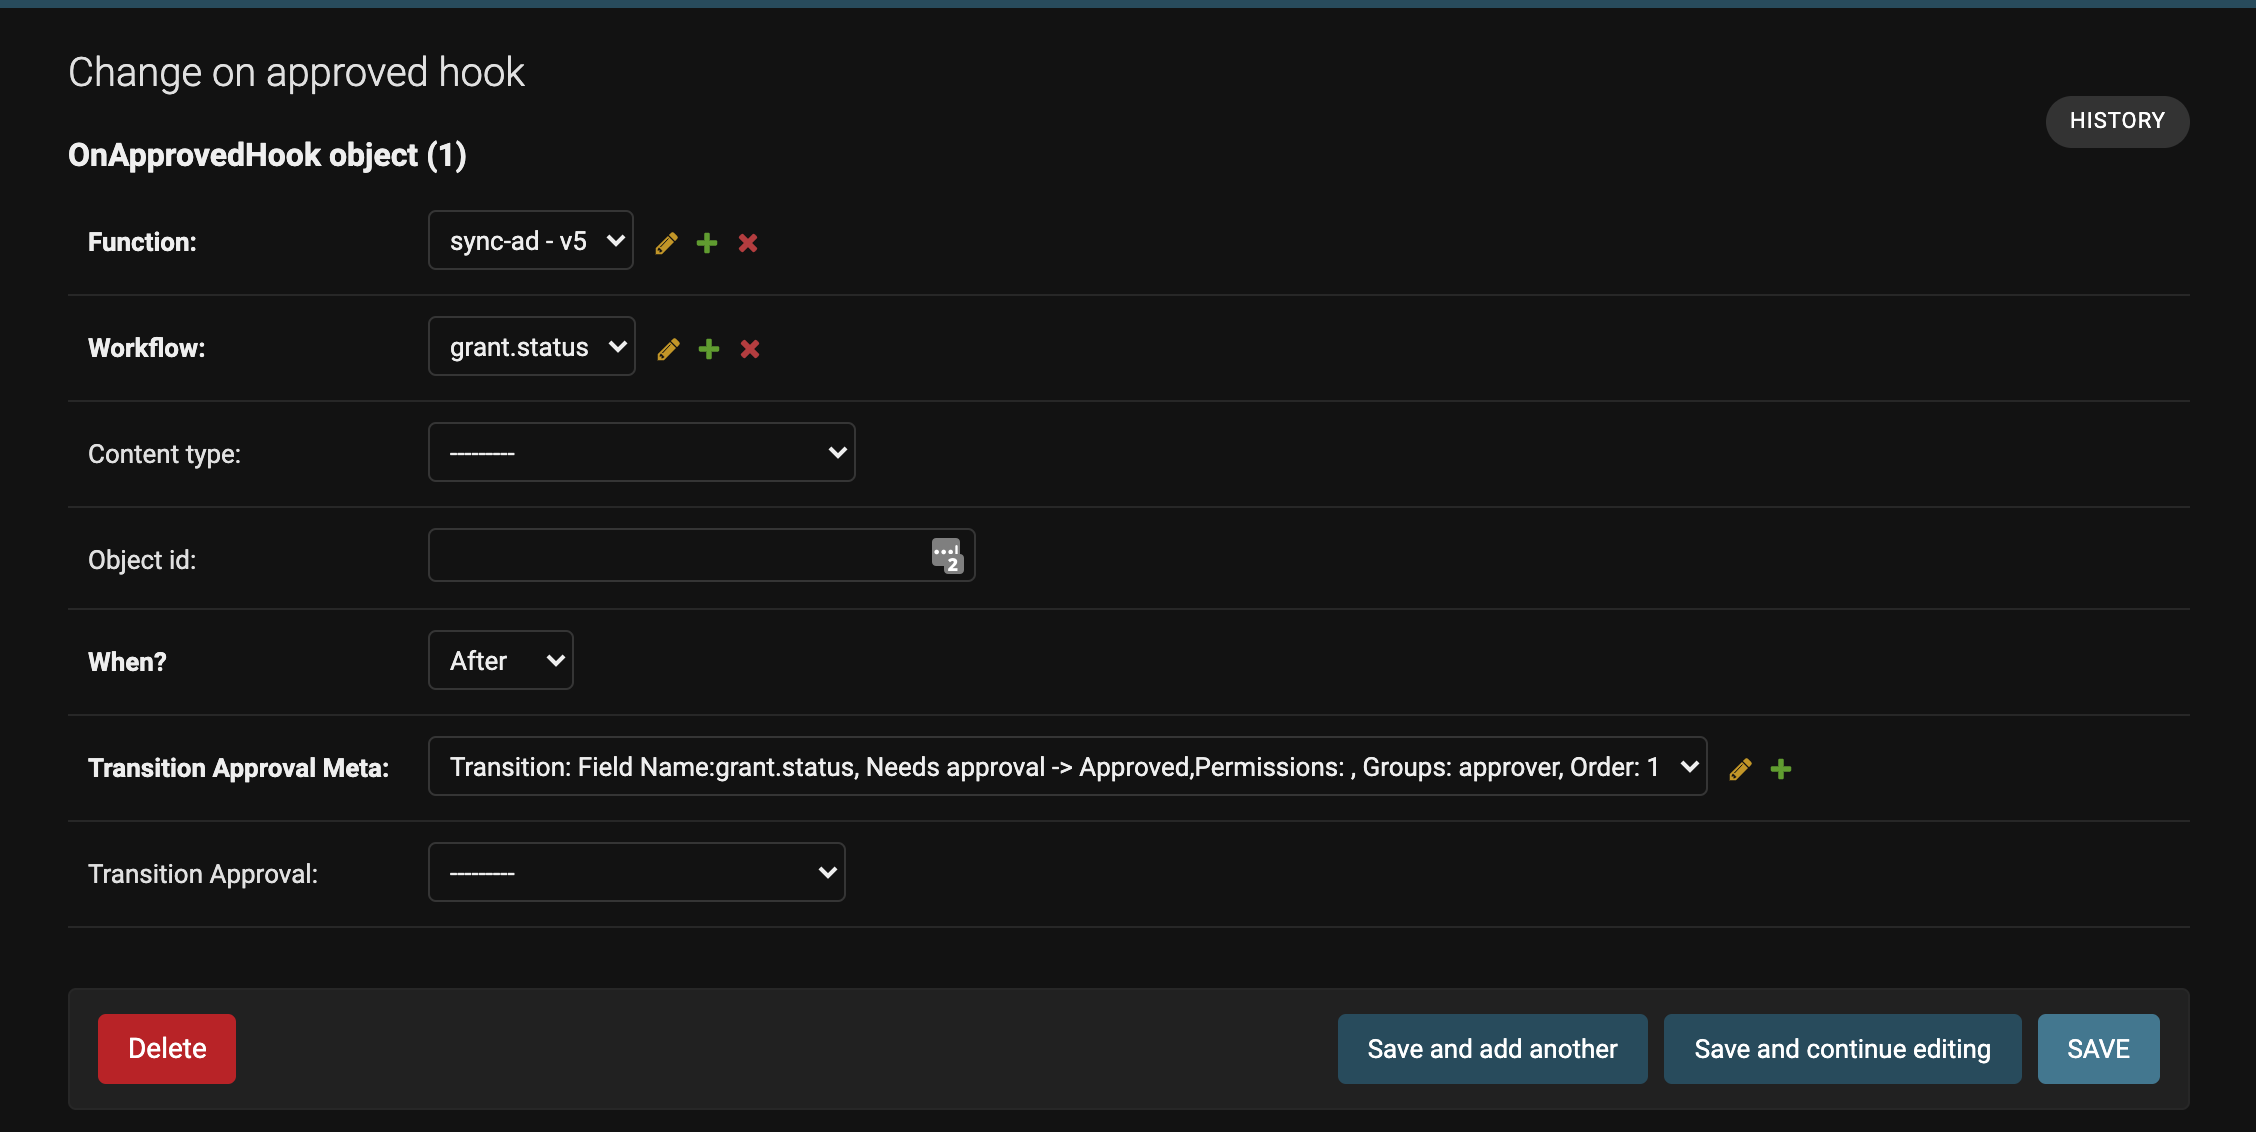 Change on approved hook
HISTORY
OnApprovedHook object (1)
Function: sync-ad - v5
Workflow: grant.status
Content type: ---------
Object id: 2
When? After
Transition Approval Meta: Transition: Field Name:grant.status, Needs approval -> Approved,Permissions: , Groups: approver, Order: 1
Transition Approval: ---------
Delete Save and add another Save and continue editing SAVE